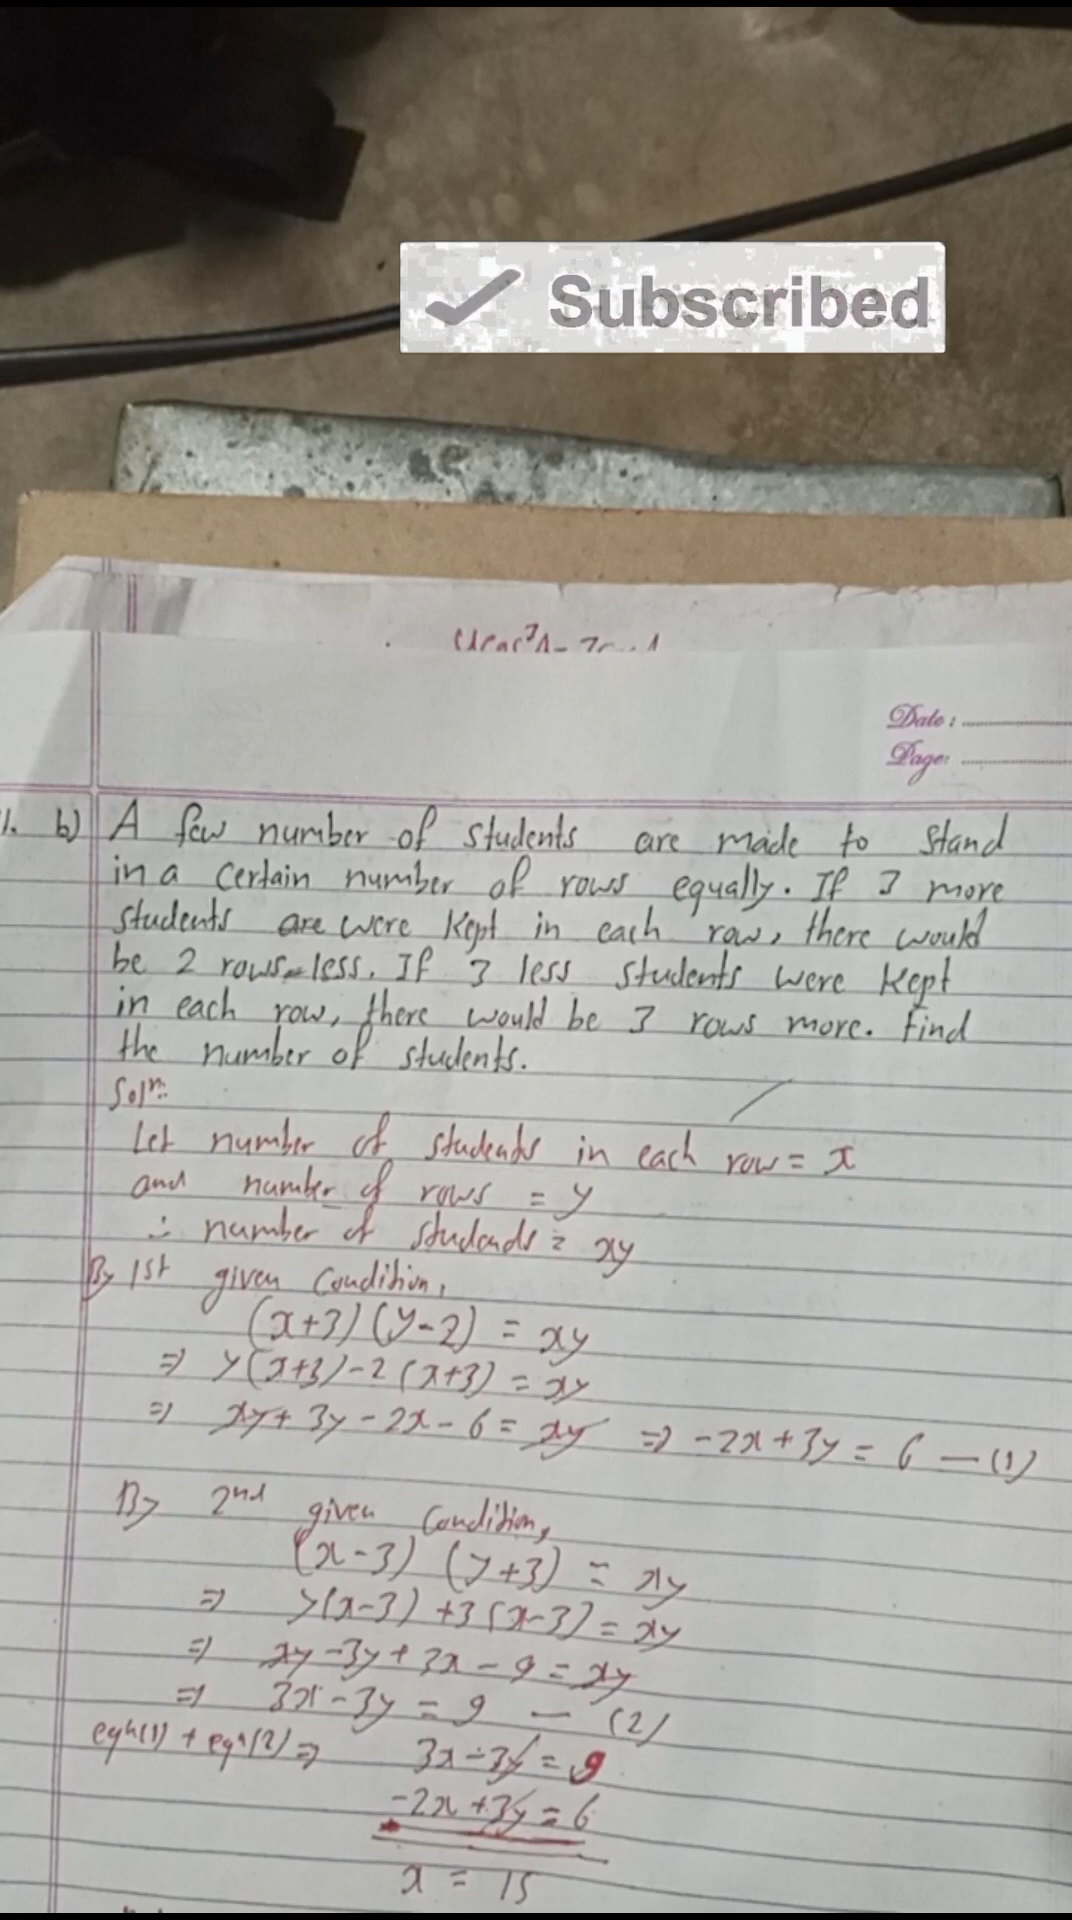 Subscribed
Date:
Page:
1. b) A few number of students are made to stand
in a certain number of rows equally. If 3 more
students are were kept in each row, there would
be 2 rows less. If 3 less students were kept
in each row, there would be 3 rows more. Find
the number of students.
Solⁿ:
Let number of students in each row = x
and number of rows = y
∴ number of students = xy
By 1st given condition,
(x+3) (y-2) = xy
⇒ y(x+3)-2(x+3) = xy
⇒ xy+3y-2x-6 = xy ⇒ -2x+3y = 6 — (1)
By 2nd given condition,
(x-3) (y+3) = xy
⇒ y(x-3) +3(x-3) = xy
⇒ xy-3y+3x-9 = xy
⇒ 3x-3y = 9 — (2)
eqⁿ(1) + eqⁿ(2) ⇒ 3x-3y = 9
-2x+3y = 6
x = 15